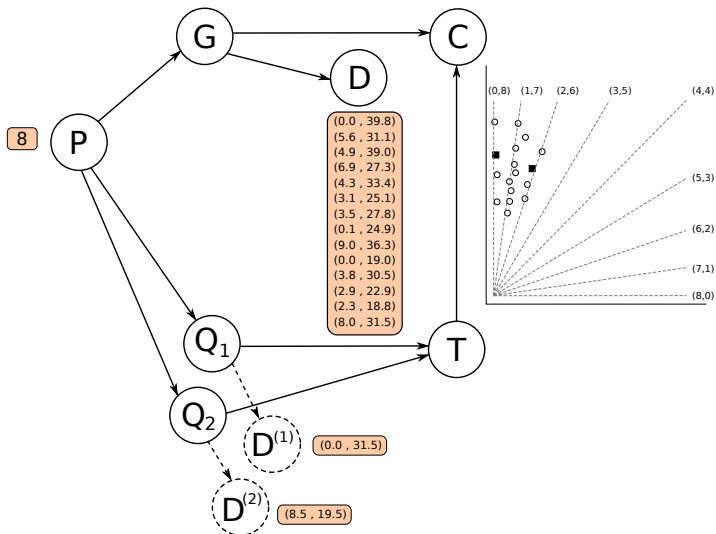 G
C
D
P
8
(0.0 , 39.8)
(5.6 , 31.1)
(4.9 , 39.0)
(6.9 , 27.3)
(4.3 , 33.4)
(3.1 , 25.1)
(3.5 , 27.8)
(0.1 , 24.9)
(9.0 , 36.3)
(0.0 , 19.0)
(3.8 , 30.5)
(2.9 , 22.9)
(2.3 , 18.8)
(8.0 , 31.5)
(0,8) (1,7) (2,6) (3,5) (4,4)
(5,3)
(6,2)
(7,1)
(8,0)
Q1
T
Q2
D(1)
(0.0 , 31.5)
D(2)
(8.5 , 19.5)